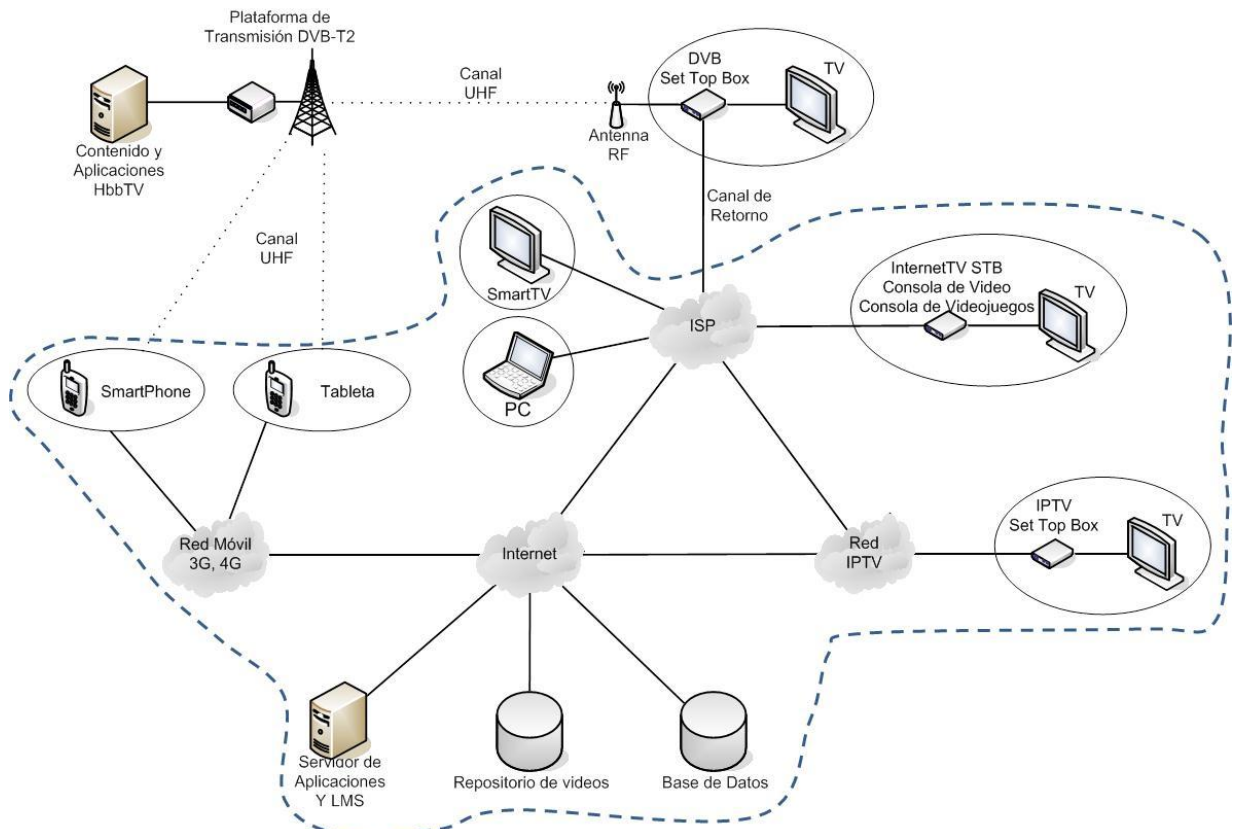 Plataforma de
Transmisión DVB-T2
Contenido y
Aplicaciones
HbbTV
Canal
UHF
Antenna
RF
DVB
Set Top Box
TV
Canal
UHF
Canal de
Retorno
SmartTV
PC
ISP
InternetTV STB
Consola de Video
Consola de Videojuegos
TV
SmartPhone
Tableta
Red Móvil
3G, 4G
Internet
Red
IPTV
IPTV
Set Top Box
TV
Servidor de
Aplicaciones
Y LMS
Repositorio de videos
Base de Datos